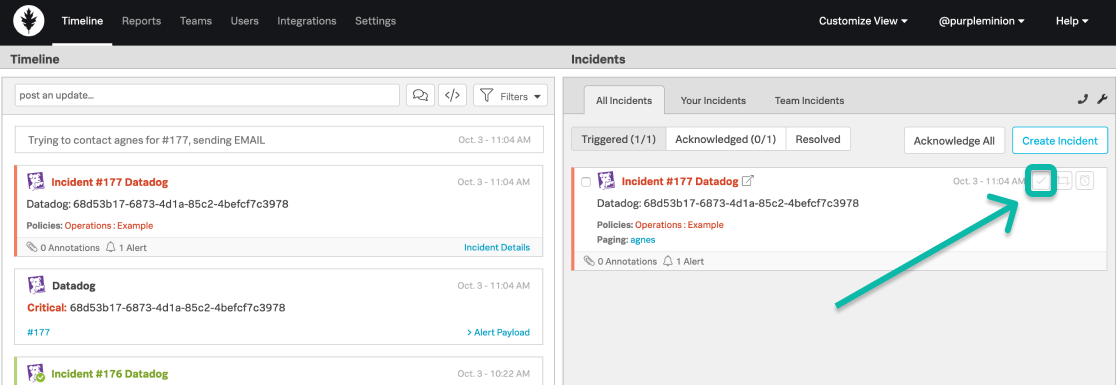 Timeline Reports Teams Users Integrations Settings Customize View @purpleminion Help
Timeline
post an update...
Filters
Trying to contact agnes for #177, sending EMAIL Oct. 3 - 11:04 AM
Incident #177 Datadog Oct. 3 - 11:04 AM
Datadog: 68d53b17-6873-4d1a-85c2-4befcf7c3978
Policies: Operations : Example
0 Annotations 1 Alert Incident Details
Datadog Oct. 3 - 11:04 AM
Critical: 68d53b17-6873-4d1a-85c2-4befcf7c3978
#177 > Alert Payload
Incident #176 Datadog Oct. 3 - 10:22 AM
Incidents
All Incidents Your Incidents Team Incidents
Triggered (1/1) Acknowledged (0/1) Resolved Acknowledge All Create Incident
Incident #177 Datadog Oct. 3 - 11:04 AM
Datadog: 68d53b17-6873-4d1a-85c2-4befcf7c3978
Policies: Operations : Example
Paging: agnes
0 Annotations 1 Alert